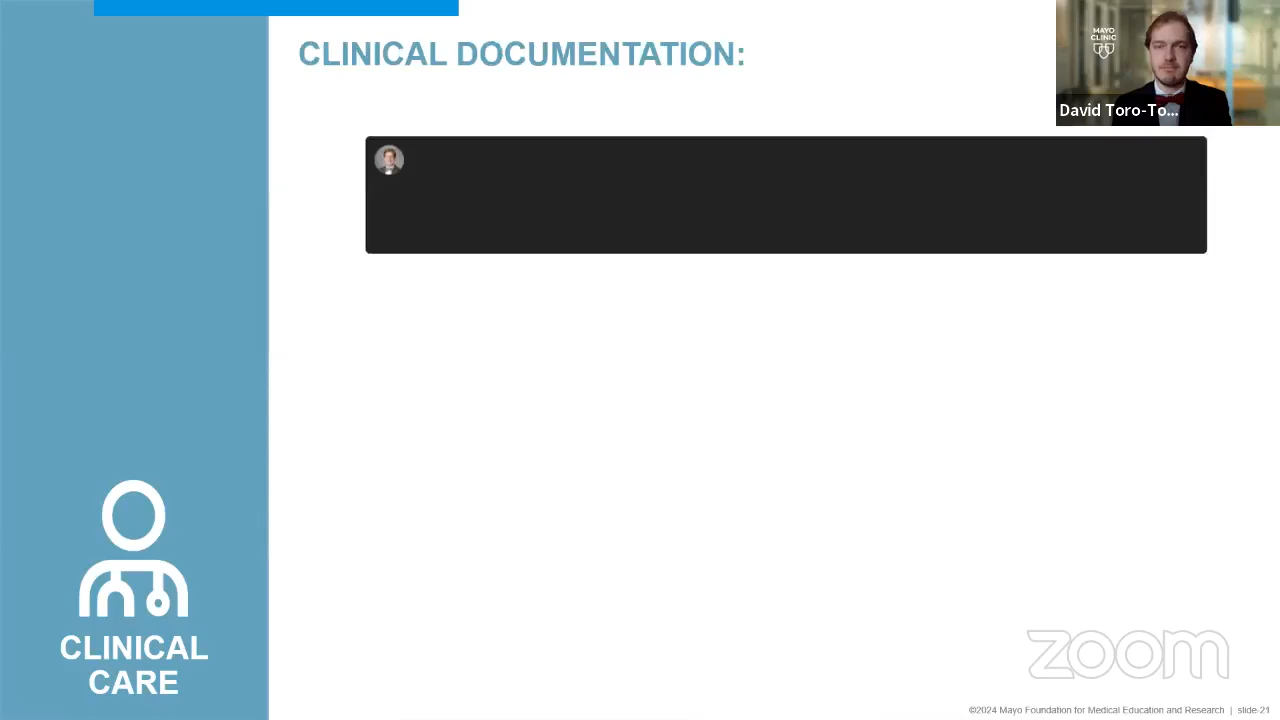 CLINICAL DOCUMENTATION:
MAYO
CLINIC
David Toro-To...
CLINICAL
CARE
zoom
©2024 Mayo Foundation for Medical Education and Research | slide-21